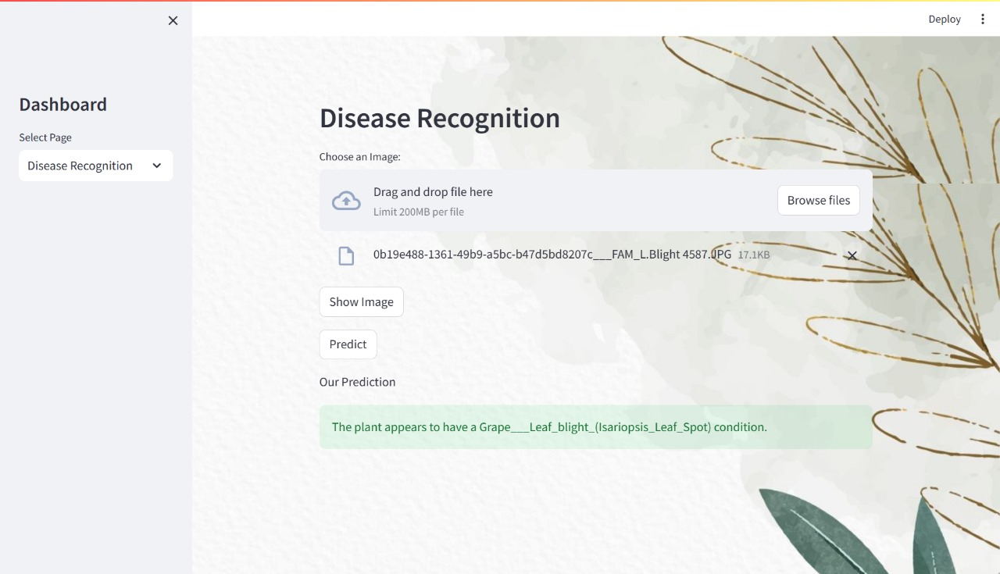 Deploy
Dashboard
Select Page
Disease Recognition
Disease Recognition
Choose an Image:
Drag and drop file here
Limit 200MB per file
Browse files
0b19e488-1361-49b9-a5bc-b47d5bd8207c___FAM_L.Blight 4587.JPG 17.1KB
Show Image
Predict
Our Prediction
The plant appears to have a Grape___Leaf_blight_(Isariopsis_Leaf_Spot) condition.